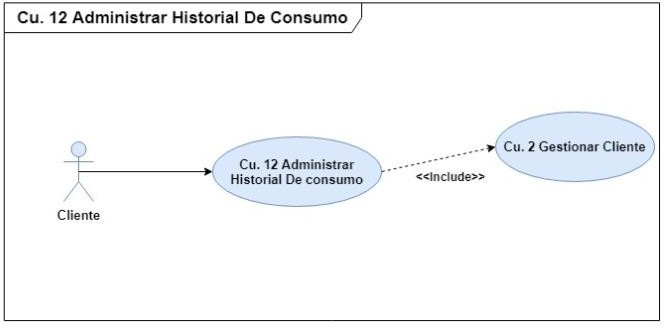 Cu. 12 Administrar Historial De Consumo
Cu. 12 Administrar
Historial De consumo
Cu. 2 Gestionar Cliente
<<Include>>
Cliente